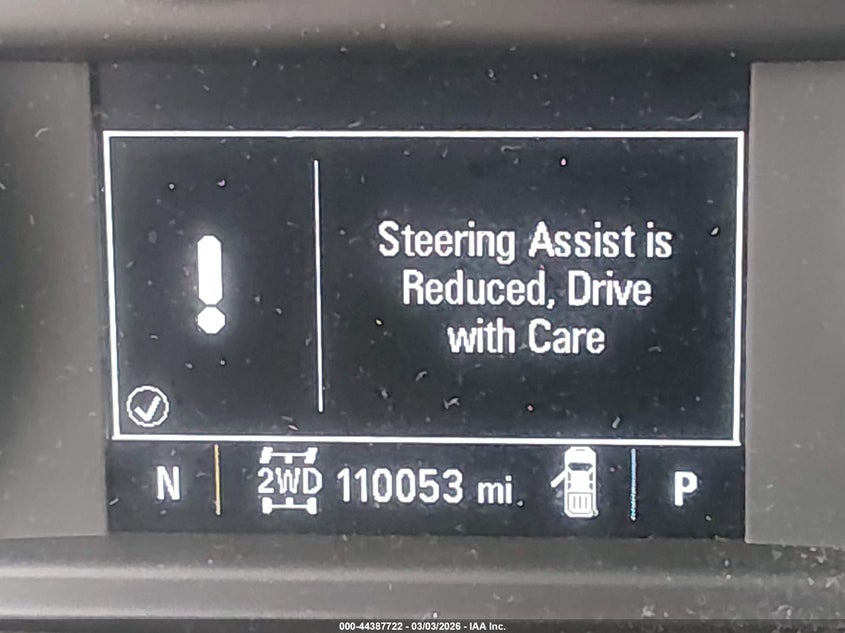 Steering Assist is
Reduced, Drive
with Care
N 2WD 110053 mi P
000-44387722 - 03/03/2026 - IAA Inc.